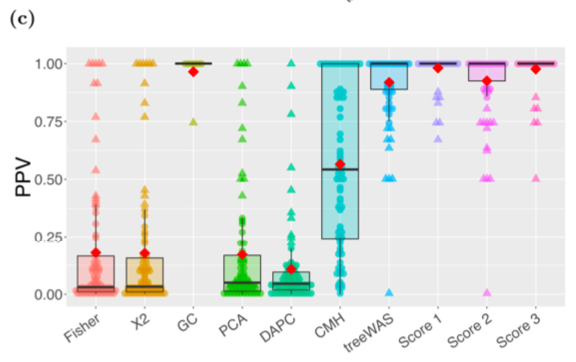 (c)
1.00
0.75
0.50
0.25
0.00
PPV
Fisher
X2
GC
PCA
DAPC
CMH
treeWAS
Score 1
Score 2
Score 3